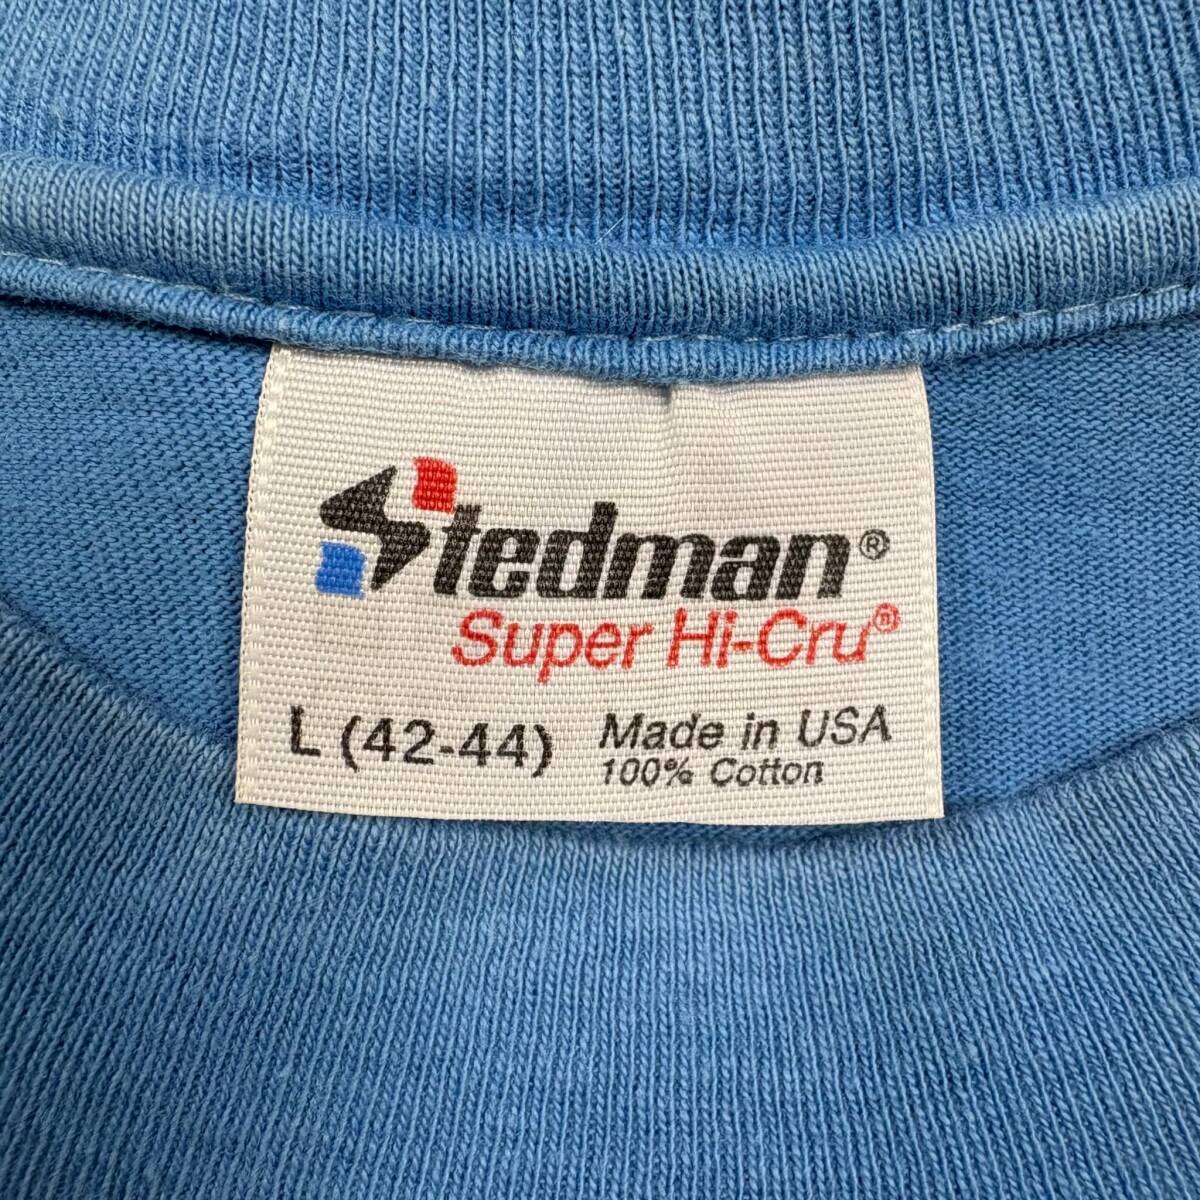 Stedman®
Super Hi-Cru®
L (42-44) Made in USA
100% Cotton